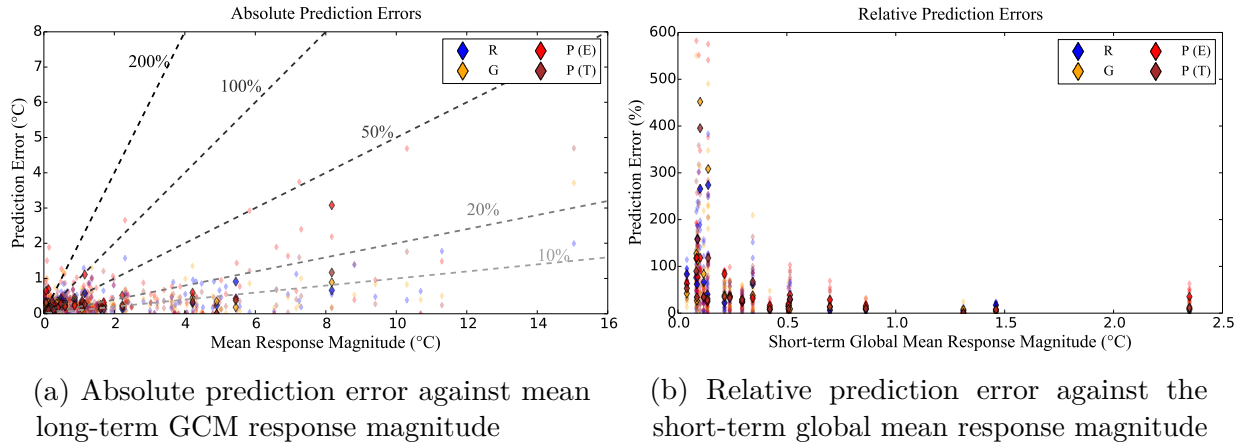 Absolute Prediction Errors
8
7
6
5
4
3
2
1
0
Prediction Error (°C)
200%
100%
50%
20%
10%
R
G
P (E)
P (T)
0 2 4 6 8 10 12 14 16
Mean Response Magnitude (°C)
(a) Absolute prediction error against mean
long-term GCM response magnitude
Relative Prediction Errors
600
500
400
300
200
100
0
Prediction Error (%)
R
G
P (E)
P (T)
0.0 0.5 1.0 1.5 2.0 2.5
Short-term Global Mean Response Magnitude (°C)
(b) Relative prediction error against the
short-term global mean response magnitude